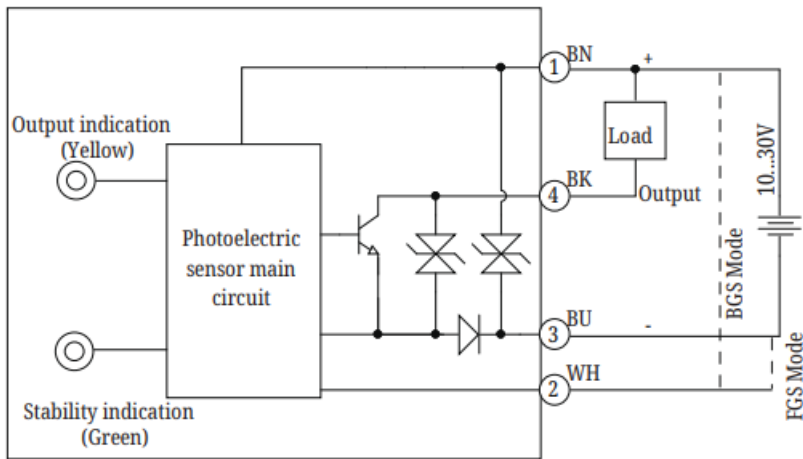 BN
1
+
Output indication
(Yellow)
Load
10...30V
BK
4
Output
Photoelectric
sensor main
circuit
BGS Mode
BU
3
-
WH
2
FGS Mode
Stability indication
(Green)